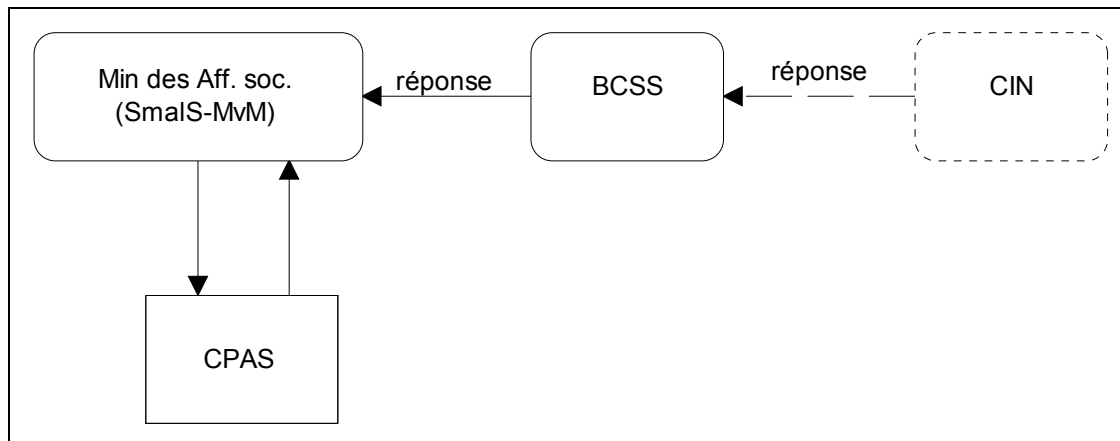 Min des Aff. soc.
(SmalS-MvM)
réponse
BCSS
réponse
CIN
CPAS